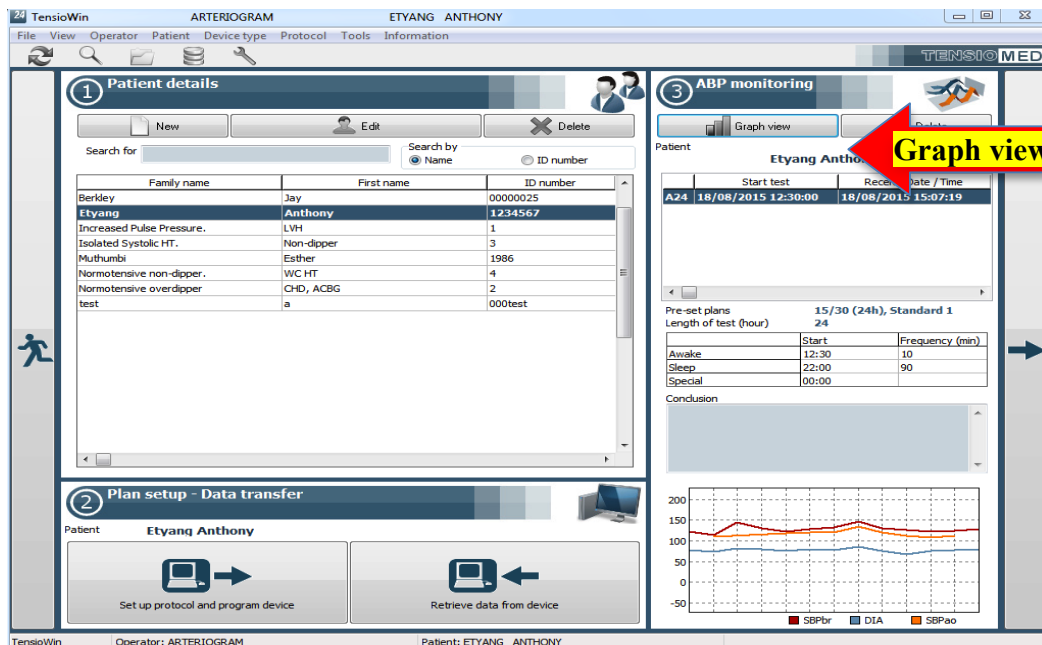 24 TensioWin ARTERIOGRAM ETYANG ANTHONY
File View Operator Patient Device type Protocol Tools Information
TENSIOMED
1 Patient details
New Edit Delete
Search for
Search by
Name ID number
Family name First name ID number
Berkley Jay 00000025
Etyang Anthony 1234567
Increased Pulse Pressure. LVH 1
Isolated Systolic HT. Non-dipper 3
Muthumbi Esther 1986
Normotensive non-dipper. WC HT 4
Normotensive overdipper CHD, ACBG 2
test a 000test
2 Plan setup - Data transfer
Patient Etyang Anthony
Set up protocol and program device Retrieve data from device
3 ABP monitoring
Graph view
Graph view
Patient
Etyang
Start test Date / Time
A24 18/08/2015 12:30:00 18/08/2015 15:07:19
Pre-set plans 15/30 (24h), Standard 1
Length of test (hour) 24
Start Frequency (min)
Awake 12:30 10
Sleep 22:00 90
Special 00:00
Conclusion
200
150
100
50
0
-50
SBPbr DIA SBPao
TensioWin Operator: ARTERIOGRAM Patient: ETYANG ANTHONY